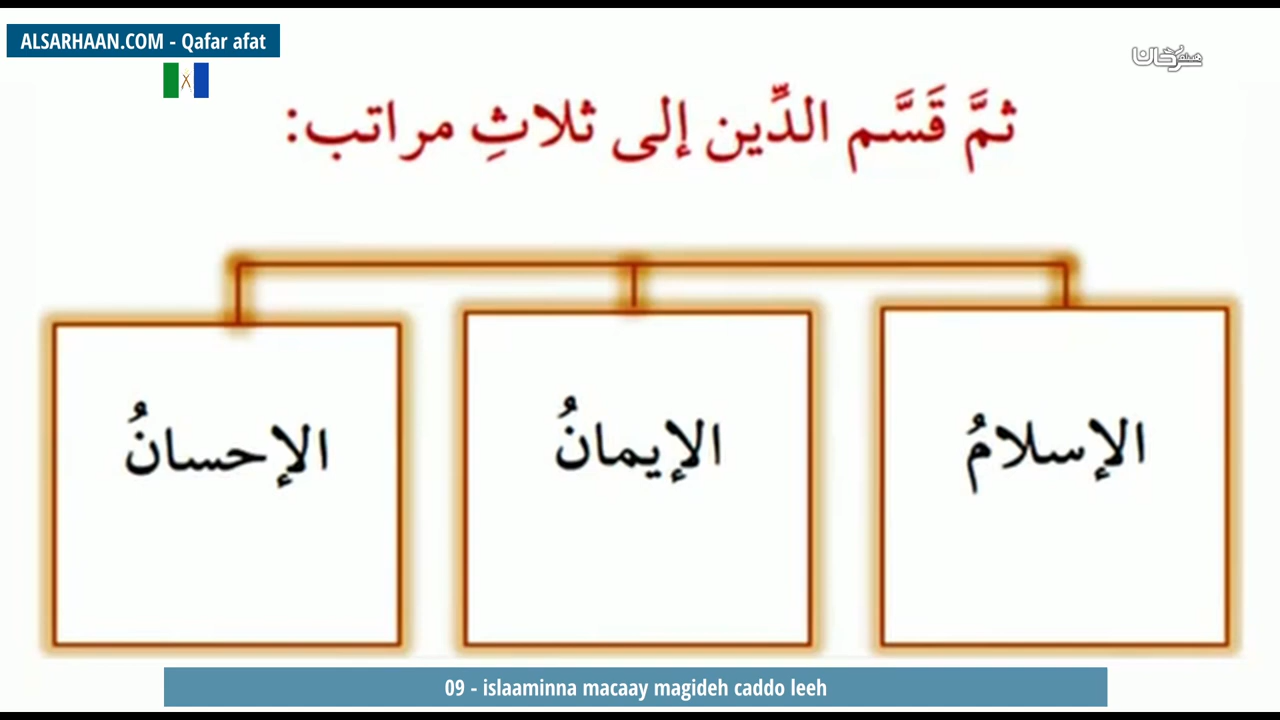 ALSARHAAN.COM - Qafar afat
ثمَّ قَسَّم الدِّين إلى ثلاثِ مراتب:
الإسلامُ
الإيمانُ
الإحسانُ
09 - islaaminna macaay magideh caddo leeh